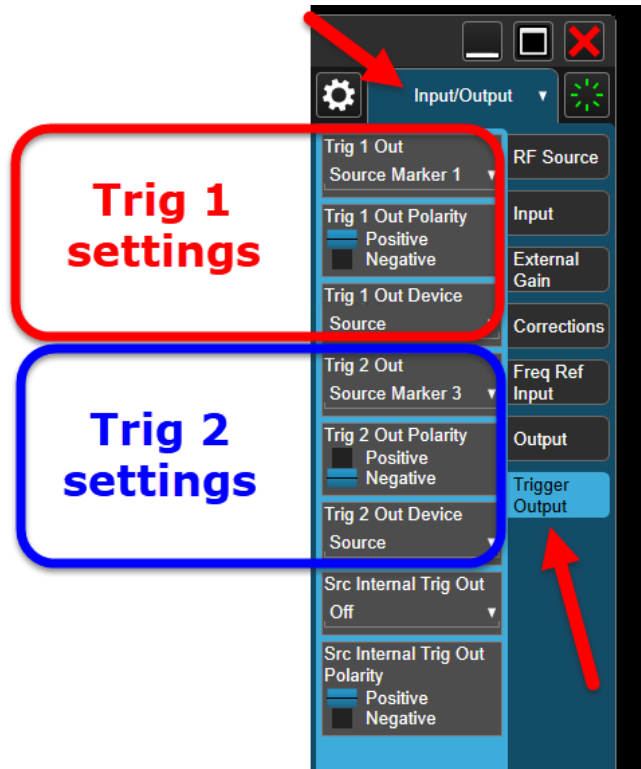 Input/Output
Trig 1
settings
Trig 1 Out
Source Marker 1
Trig 1 Out Polarity
Positive
Negative
Trig 1 Out Device
Source
Trig 2
settings
Trig 2 Out
Source Marker 3
Trig 2 Out Polarity
Positive
Negative
Trig 2 Out Device
Source
Src Internal Trig Out
Off
Src Internal Trig Out
Polarity
Positive
Negative
RF Source
Input
External
Gain
Corrections
Freq Ref
Input
Output
Trigger
Output